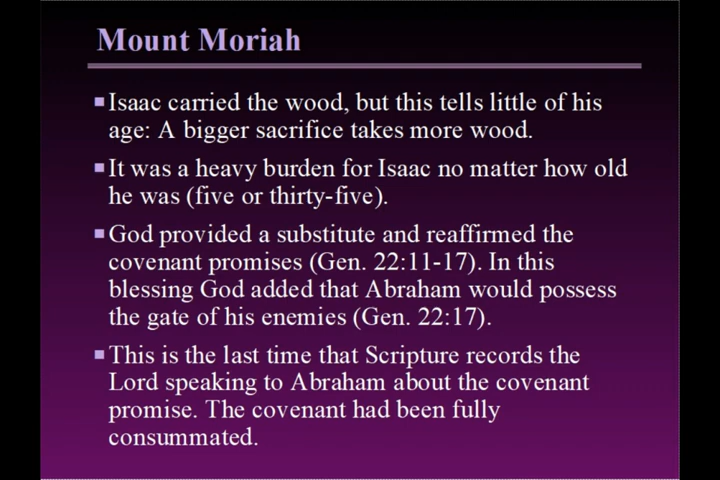 Mount Moriah
Isaac carried the wood, but this tells little of his
age: A bigger sacrifice takes more wood.
It was a heavy burden for Isaac no matter how old
he was (five or thirty-five).
God provided a substitute and reaffirmed the
covenant promises (Gen. 22:11-17). In this
blessing God added that Abraham would possess
the gate of his enemies (Gen. 22:17).
This is the last time that Scripture records the
Lord speaking to Abraham about the covenant
promise. The covenant had been fully
consummated.